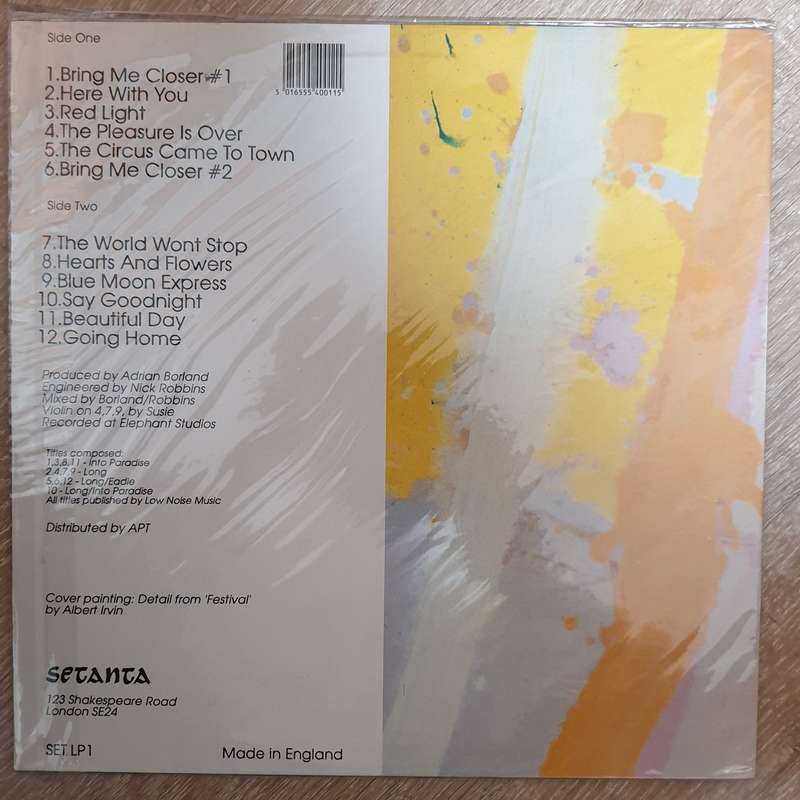 Side One
1.Bring Me Closer #1
2.Here With You
3.Red Light
4.The Pleasure Is Over
5.The Circus Came To Town
6.Bring Me Closer #2
5 016555 400115
Side Two
7.The World Wont Stop
8.Hearts And Flowers
9.Blue Moon Express
10.Say Goodnight
11.Beautiful Day
12.Going Home
Produced by Adrian Borland
Engineered by Nick Robbins
Mixed by Borland/Robbins
Violin on 4,7,9, by Susie
Recorded at Elephant Studios
Titles composed:
1,3,8,11 - Into Paradise
2,4,7,9 - Long
5,6,12 - Long/Eadie
10 - Long/Into Paradise
All titles published by Low Noise Music
Distributed by APT
Cover painting: Detail from 'Festival'
by Albert Irvin
SETANTA
123 Shakespeare Road
London SE24
SET LP1
Made in England